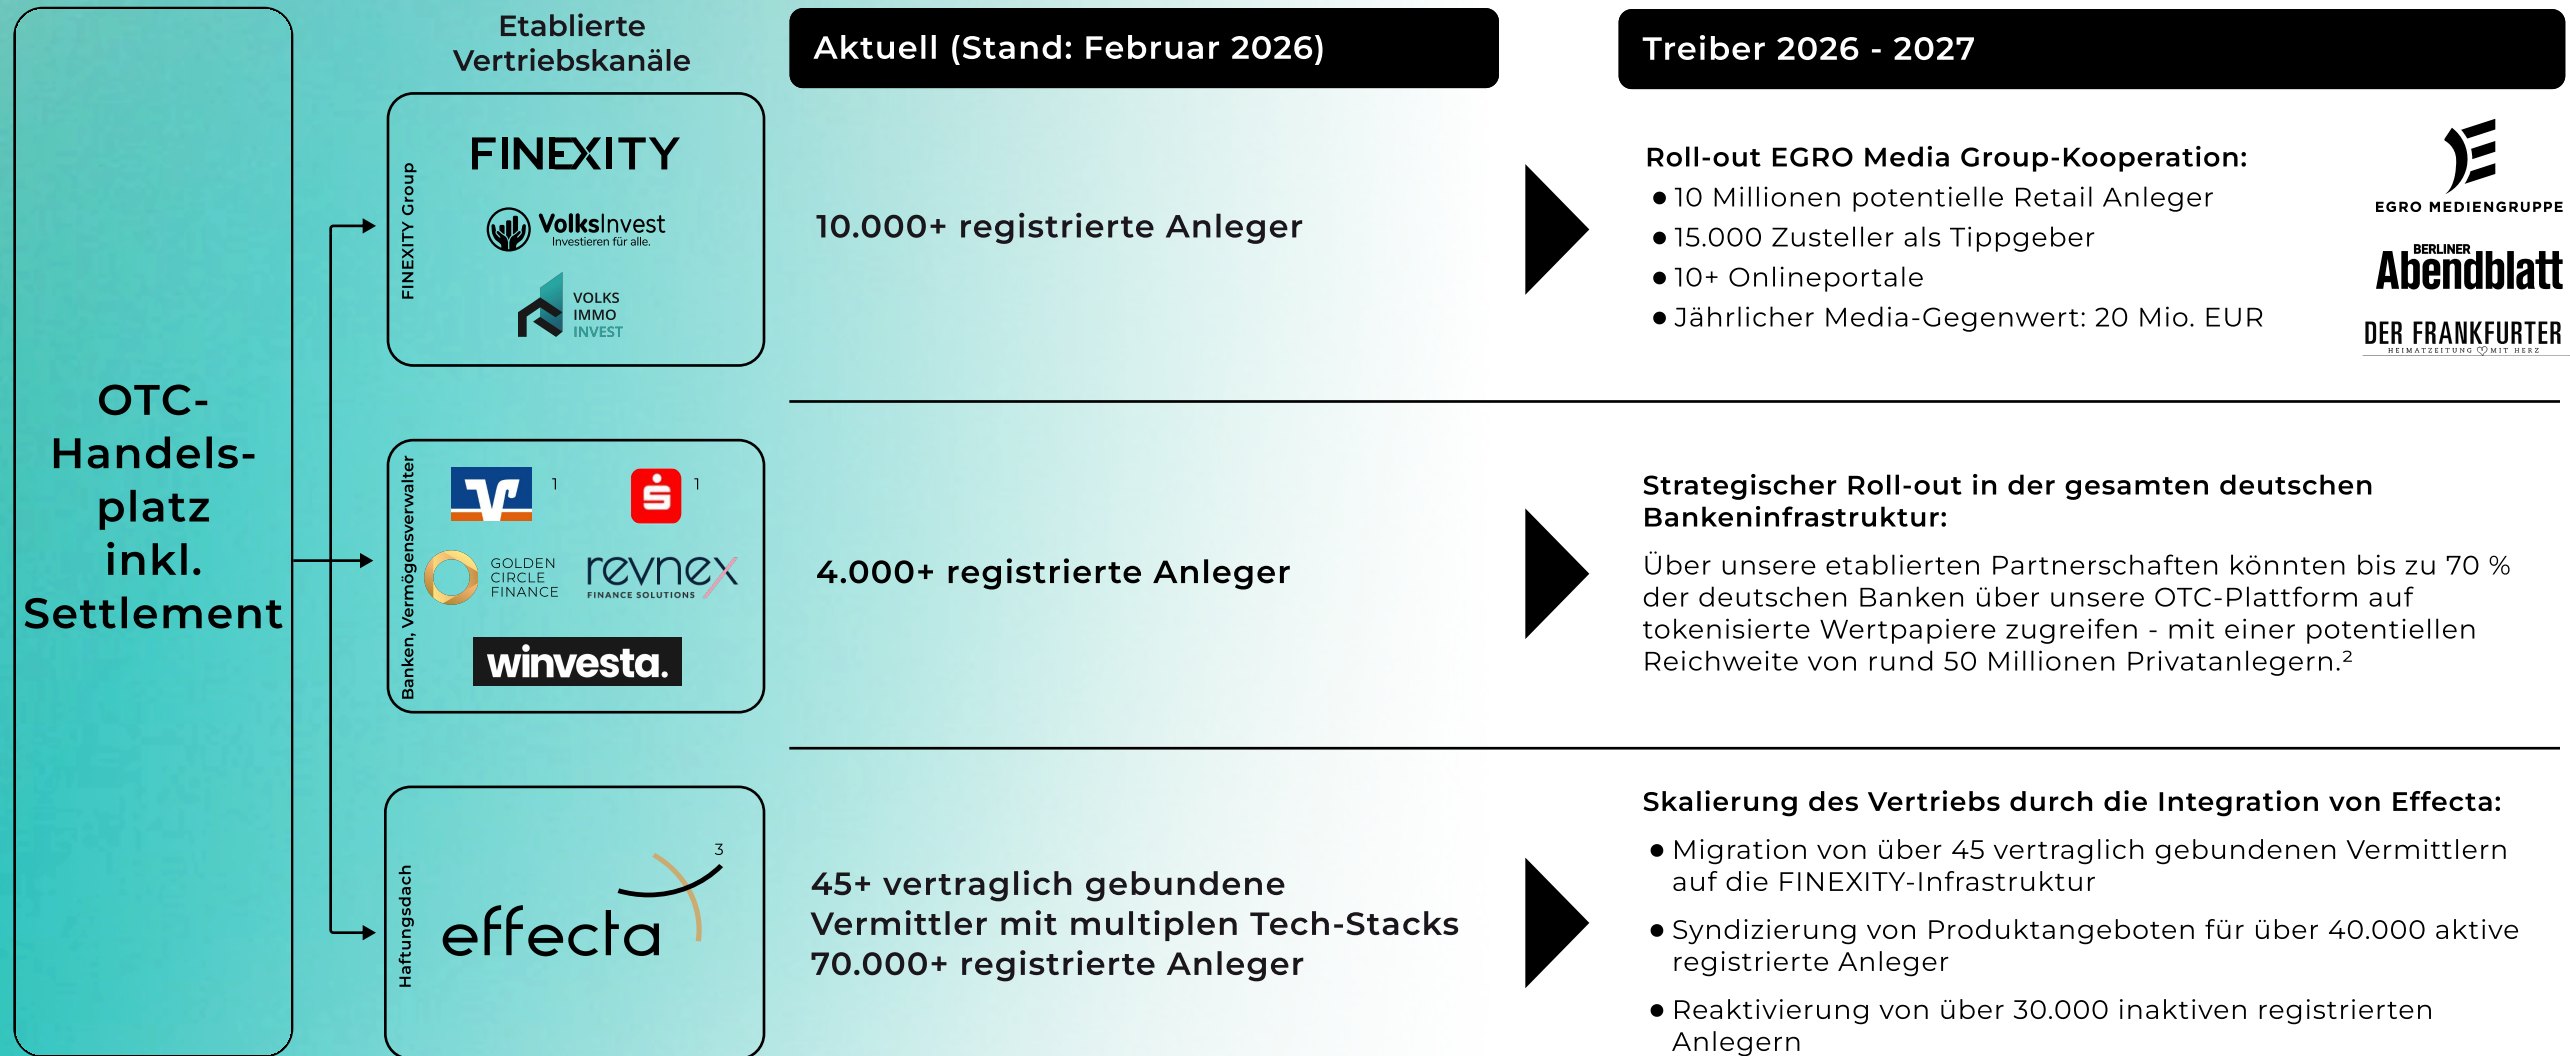 OTC-
Handels-
platz
inkl.
Settlement
Etablierte
Vertriebskanäle
FINEXITY Group
FINEXITY
VolksInvest
Investieren für alle.
VOLKS
IMMO
INVEST
Banken, Vermögensverwalter
1
1
GOLDEN
CIRCLE
FINANCE
revnex
FINANCE SOLUTIONS
winvesta.
Haftungsdach
3
effecta
Aktuell (Stand: Februar 2026)
10.000+ registrierte Anleger
4.000+ registrierte Anleger
45+ vertraglich gebundene
Vermittler mit multiplen Tech-Stacks
70.000+ registrierte Anleger
Treiber 2026 - 2027
Roll-out EGRO Media Group-Kooperation:
● 10 Millionen potentielle Retail Anleger
● 15.000 Zusteller als Tippgeber
● 10+ Onlineportale
● Jährlicher Media-Gegenwert: 20 Mio. EUR
EGRO MEDIENGRUPPE
BERLINER
Abendblatt
DER FRANKFURTER
HEIMATZEITUNG MIT HERZ
Strategischer Roll-out in der gesamten deutschen
Bankeninfrastruktur:
Über unsere etablierten Partnerschaften könnten bis zu 70 %
der deutschen Banken über unsere OTC-Plattform auf
tokenisierte Wertpapiere zugreifen - mit einer potentiellen
Reichweite von rund 50 Millionen Privatanlegern.²
Skalierung des Vertriebs durch die Integration von Effecta:
● Migration von über 45 vertraglich gebundenen Vermittlern
auf die FINEXITY-Infrastruktur
● Syndizierung von Produktangeboten für über 40.000 aktive
registrierte Anleger
● Reaktivierung von über 30.000 inaktiven registrierten
Anlegern